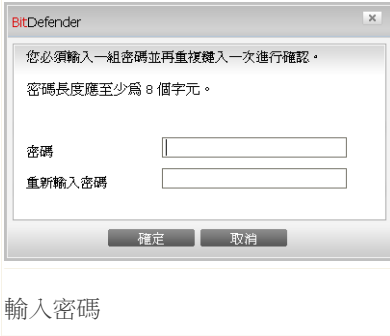 BitDefender
您必須輸入一組密碼並再重複鍵入一次進行確認。
密碼長度應至少為 8 個字元。
密碼
重新輸入密碼
確定 取消
輸入密碼